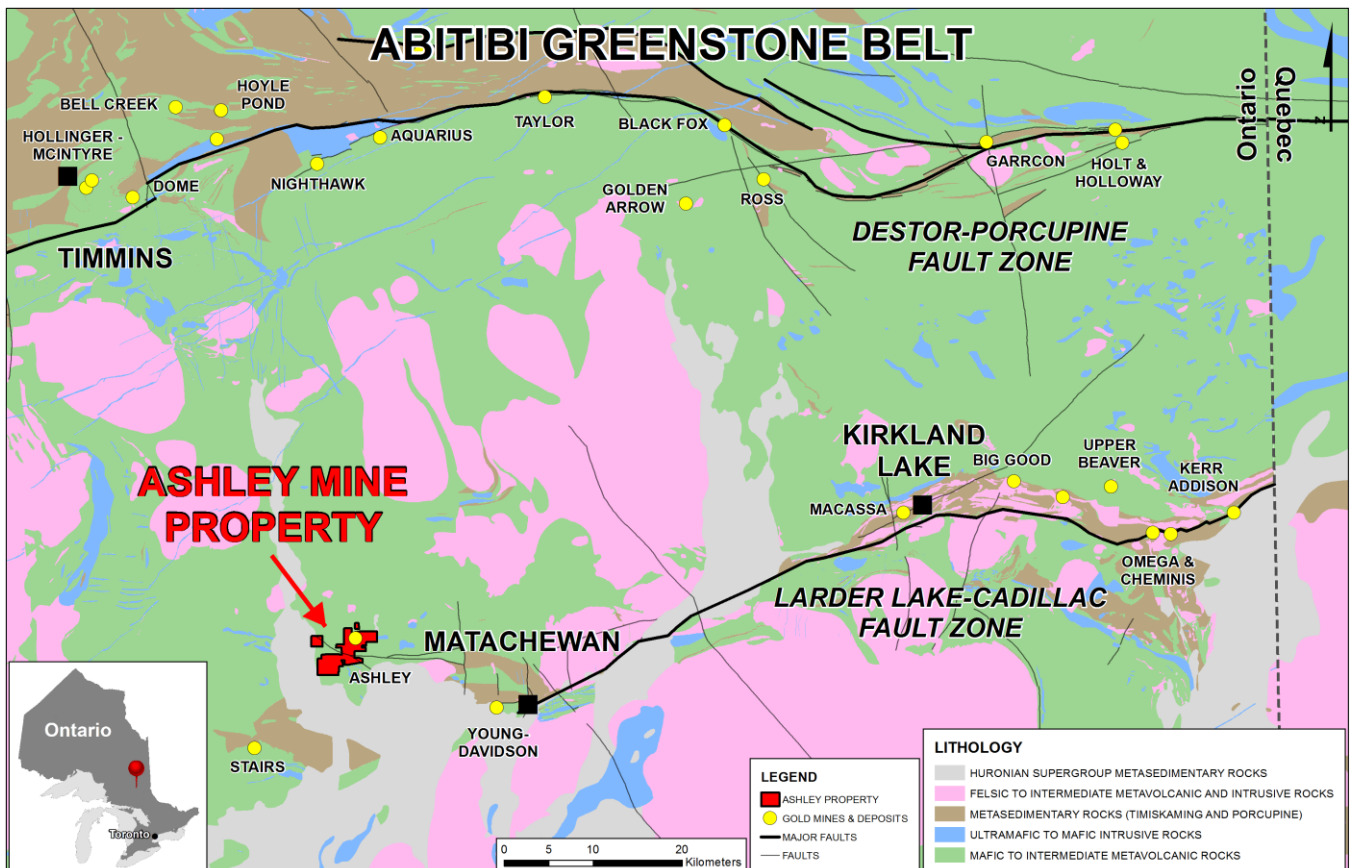 ABITIBI GREENSTONE BELT
Ontario
Quebec
N
BELL CREEK
HOYLE
POND
HOLLINGER -
MCINTYRE
DOME
NIGHTHAWK
AQUARIUS
TAYLOR
BLACK FOX
GOLDEN
ARROW
ROSS
GARRCON
HOLT &
HOLLOWAY
TIMMINS
DESTOR-PORCUPINE
FAULT ZONE
ASHLEY MINE
PROPERTY
KIRKLAND
LAKE
MACASSA
BIG GOOD
UPPER
BEAVER
KERR
ADDISON
OMEGA &
CHEMINIS
LARDER LAKE-CADILLAC
FAULT ZONE
MATACHEWAN
ASHLEY
YOUNG-
DAVIDSON
STAIRS
Ontario
Toronto
0 5 10 20
Kilometers
LEGEND
ASHLEY PROPERTY
GOLD MINES & DEPOSITS
MAJOR FAULTS
FAULTS
LITHOLOGY
HURONIAN SUPERGROUP METASEDIMENTARY ROCKS
FELSIC TO INTERMEDIATE METAVOLCANIC AND INTRUSIVE ROCKS
METASEDIMENTARY ROCKS (TIMISKAMING AND PORCUPINE)
ULTRAMAFIC TO MAFIC INTRUSIVE ROCKS
MAFIC TO INTERMEDIATE METAVOLCANIC ROCKS